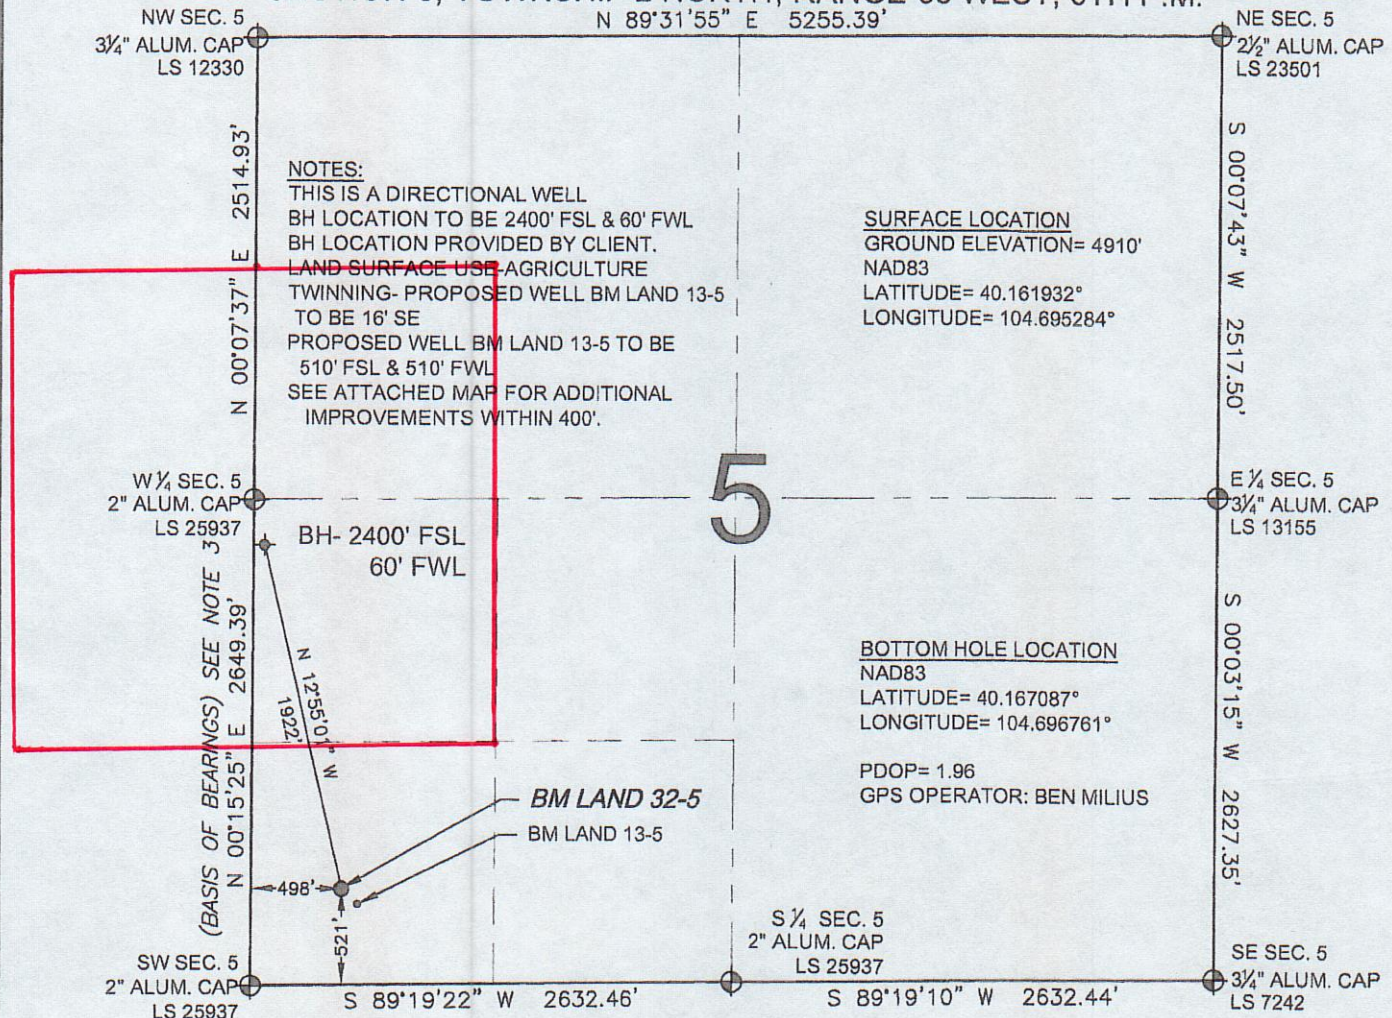 N 89°31'55" E 5255.39'
NW SEC. 5
3¼" ALUM. CAP
LS 12330
NE SEC. 5
2½" ALUM. CAP
LS 23501
N 00°07'37" E 2514.93'
S 00°07'43" W 2517.50'
NOTES:
THIS IS A DIRECTIONAL WELL
BH LOCATION TO BE 2400' FSL & 60' FWL
BH LOCATION PROVIDED BY CLIENT.
LAND SURFACE USE-AGRICULTURE
TWINNING- PROPOSED WELL BM LAND 13-5
TO BE 16' SE
PROPOSED WELL BM LAND 13-5 TO BE
510' FSL & 510' FWL
SEE ATTACHED MAP FOR ADDITIONAL
IMPROVEMENTS WITHIN 400'.
SURFACE LOCATION
GROUND ELEVATION= 4910'
NAD83
LATITUDE= 40.161932°
LONGITUDE= 104.695284°
W ¼ SEC. 5
2" ALUM. CAP
LS 25937
5
E ¼ SEC. 5
3¼" ALUM. CAP
LS 13155
BH- 2400' FSL
60' FWL
(BASIS OF BEARINGS) SEE NOTE 3
N 00°15'25" E 2649.39'
N 12°55'01" W
1922'
S 00°03'15" W 2627.35'
BOTTOM HOLE LOCATION
NAD83
LATITUDE= 40.167087°
LONGITUDE= 104.696761°
PDOP= 1.96
GPS OPERATOR: BEN MILIUS
BM LAND 32-5
BM LAND 13-5
498'
521'
SW SEC. 5
2" ALUM. CAP
LS 25937
S 89°19'22" W 2632.46'
S ¼ SEC. 5
2" ALUM. CAP
LS 25937
S 89°19'10" W 2632.44'
SE SEC. 5
3¼" ALUM. CAP
LS 7242